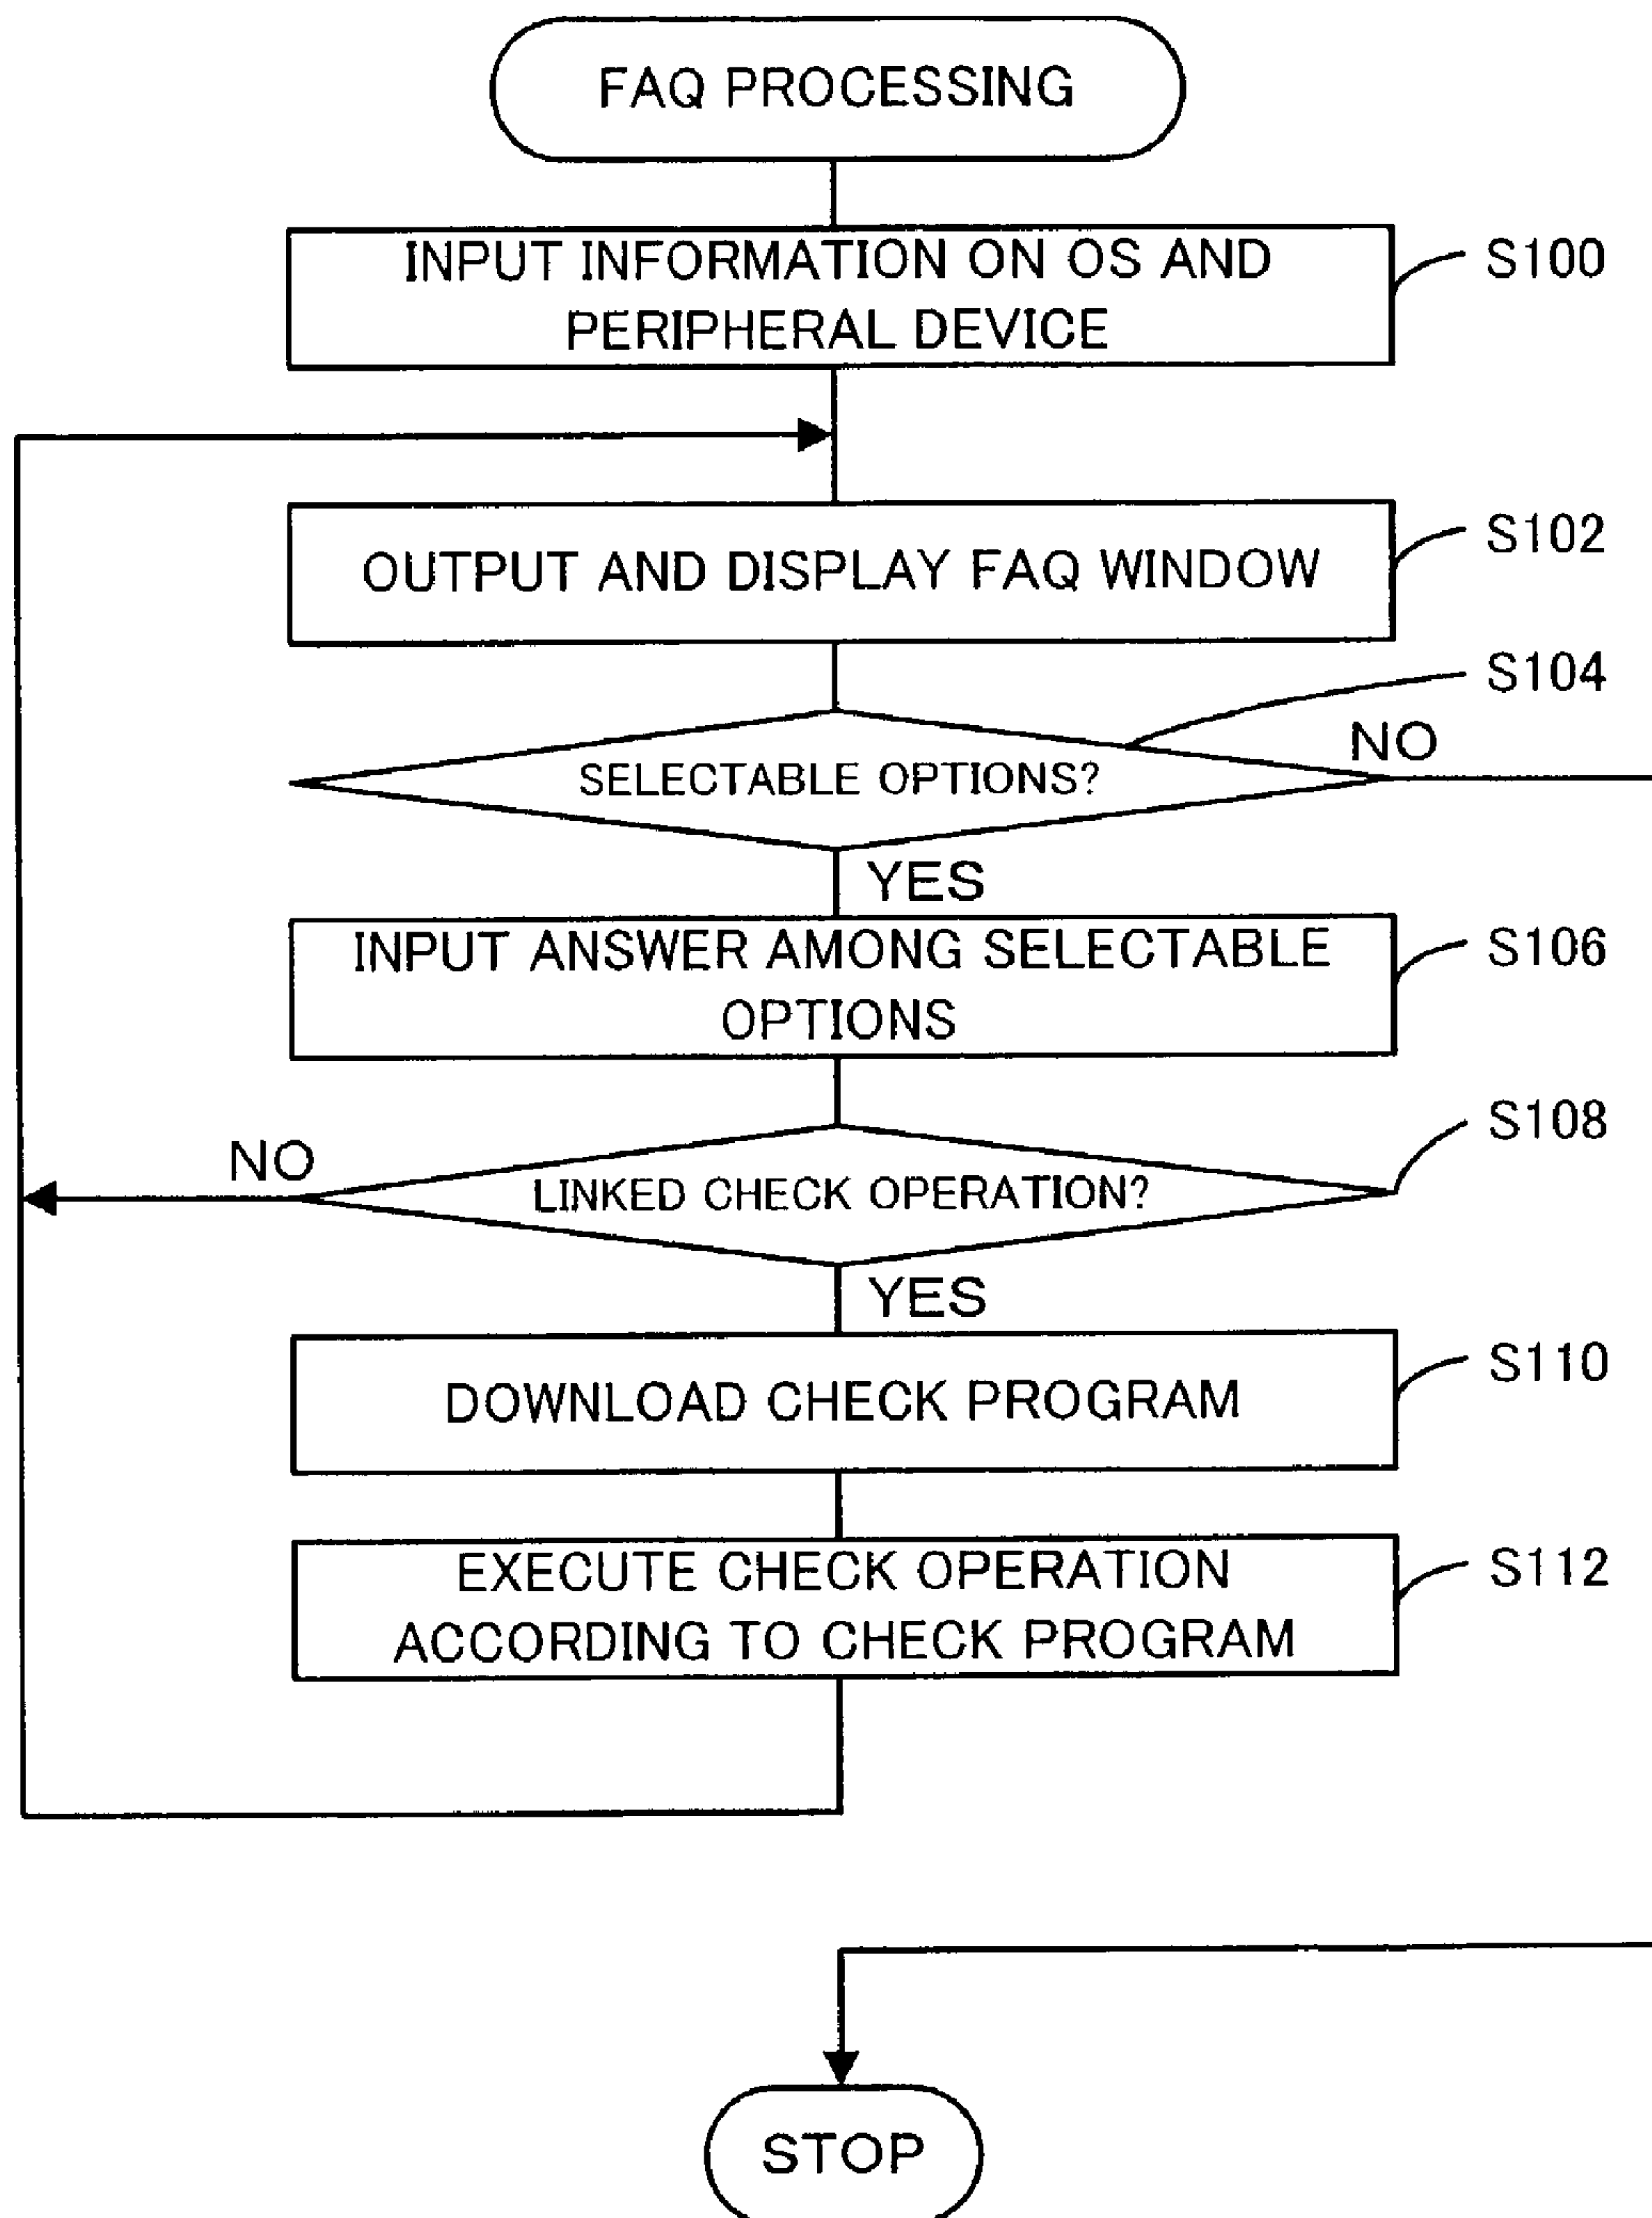 FAQ PROCESSING
INPUT INFORMATION ON OS AND
PERIPHERAL DEVICE
S100
OUTPUT AND DISPLAY FAQ WINDOW
S102
S104
SELECTABLE OPTIONS?
NO
YES
INPUT ANSWER AMONG SELECTABLE
OPTIONS
S106
S108
NO
LINKED CHECK OPERATION?
YES
DOWNLOAD CHECK PROGRAM
S110
EXECUTE CHECK OPERATION
ACCORDING TO CHECK PROGRAM
S112
STOP